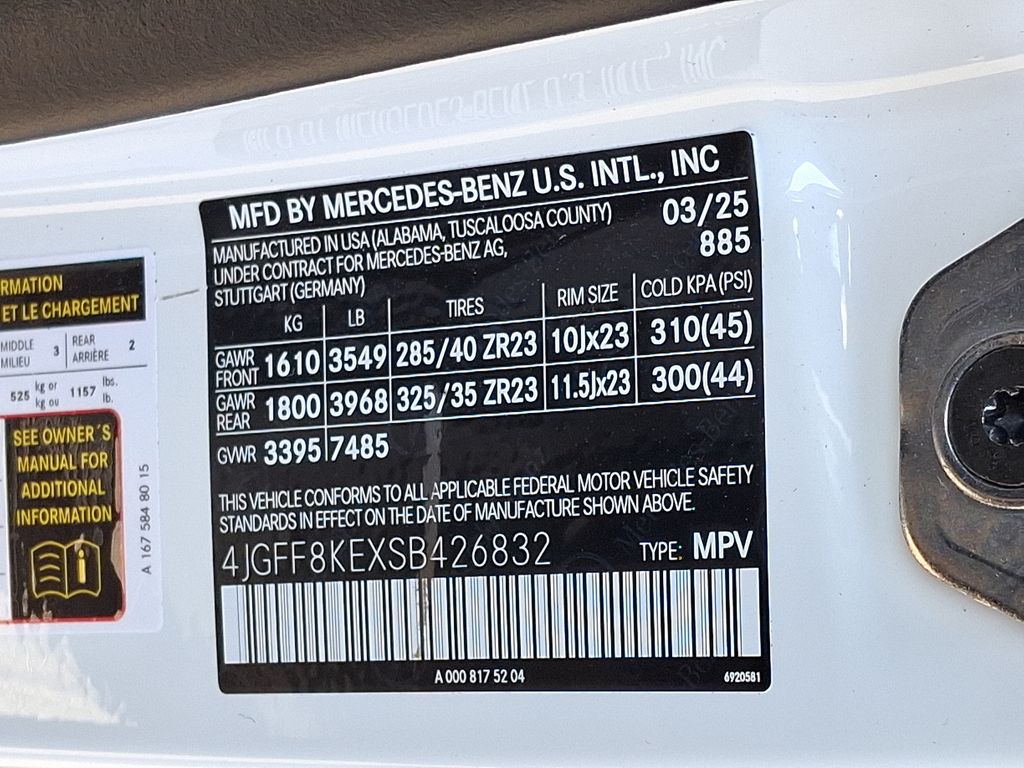 MFD BY MERCEDES-BENZ U.S. INTL., INC
MANUFACTURED IN USA (ALABAMA, TUSCALOOSA COUNTY)
UNDER CONTRACT FOR MERCEDES-BENZ AG,
STUTTGART (GERMANY)
03/25
885
KG LB TIRES RIM SIZE COLD KPA (PSI)
GAWR FRONT 1610 3549 285/40 ZR23 10Jx23 310(45)
GAWR REAR 1800 3968 325/35 ZR23 11.5Jx23 300(44)
GVWR 3395 7485
THIS VEHICLE CONFORMS TO ALL APPLICABLE FEDERAL MOTOR VEHICLE SAFETY
STANDARDS IN EFFECT ON THE DATE OF MANUFACTURE SHOWN ABOVE.
4JGFF8KEXSB426832 TYPE: MPV
A 000 817 52 04 6920581
RMATION
ET LE CHARGEMENT
MIDDLE MILIEU 3 REAR ARRIÈRE 2
525 kg or kg ou 1157 lbs. lb.
SEE OWNER´S
MANUAL FOR
ADDITIONAL
INFORMATION
A 167 584 80 15